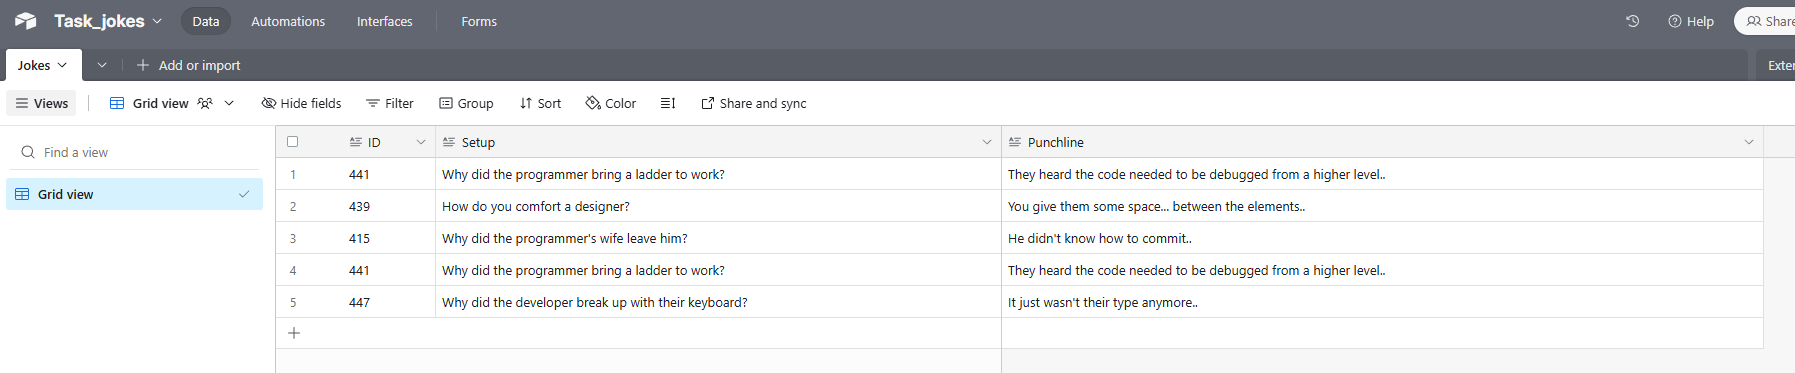 Task_jokes Data Automations Interfaces Forms Help Share
Jokes Add or import Exter
Views Grid view Hide fields Filter Group Sort Color Share and sync
Find a view
Grid view
ID Setup Punchline
1 441 Why did the programmer bring a ladder to work? They heard the code needed to be debugged from a higher level..
2 439 How do you comfort a designer? You give them some space... between the elements..
3 415 Why did the programmer's wife leave him? He didn't know how to commit..
4 441 Why did the programmer bring a ladder to work? They heard the code needed to be debugged from a higher level..
5 447 Why did the developer break up with their keyboard? It just wasn't their type anymore..